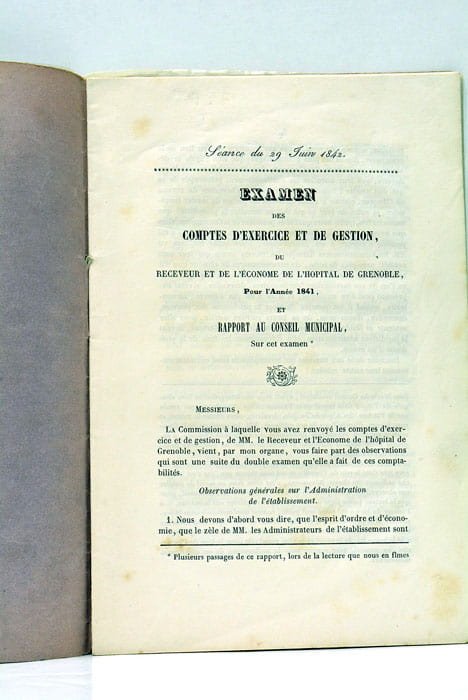 Séance du 29 Juin 1842.
EXAMEN
DES
COMPTES D'EXERCICE ET DE GESTION,
DU
RECEVEUR ET DE L'ÉCONOME DE L'HOPITAL DE GRENOBLE,
Pour l'Année 1841,
ET
RAPPORT AU CONSEIL MUNICIPAL,
Sur cet examen *
MESSIEURS,
LA Commission à laquelle vous avez renvoyé les comptes d'exer-
cice et de gestion, de MM. le Receveur et l'Econome de l'hôpital de
Grenoble, vient, par mon organe, vous faire part des observations
qui sont une suite du double examen qu'elle a fait de ces compta-
bilités.
Observations générales sur l'Administration
de l'établissement.
1. Nous devons d'abord vous dire, que l'esprit d'ordre et d'écono-
mie, que le zèle de MM. les Administrateurs de l'établissement sont
* Plusieurs passages de ce rapport, lors de la lecture que nous en fîmes